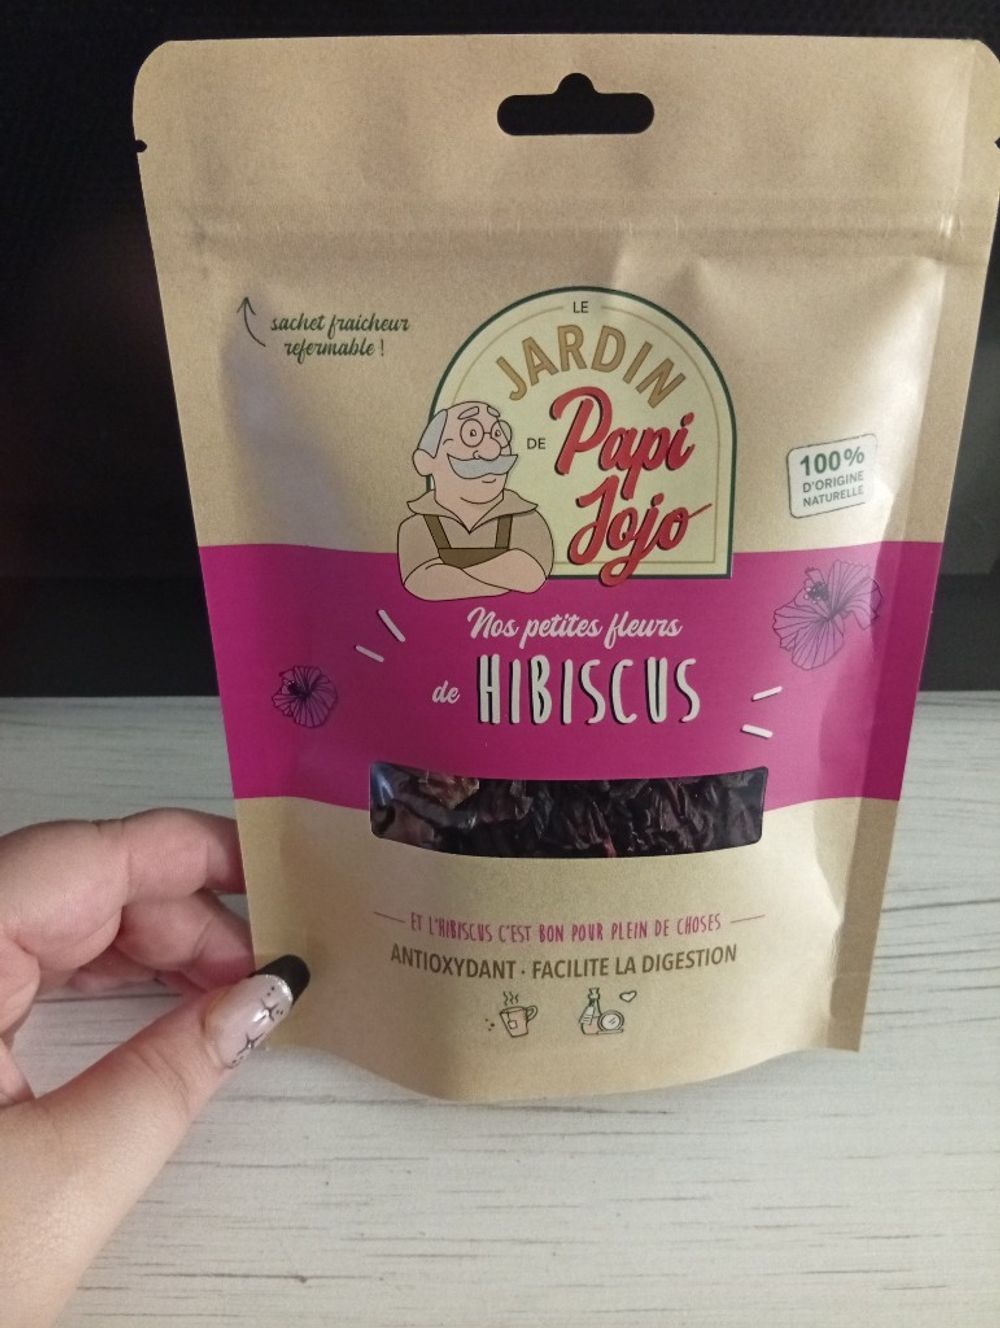 sachet fraicheur
refermable !
LE
JARDIN
DE Papi
Jojo
100%
D'ORIGINE
NATURELLE
Nos petites fleurs
de HIBISCUS
ET L'HIBISCUS C'EST BON POUR PLEIN DE CHOSES
ANTIOXYDANT · FACILITE LA DIGESTION